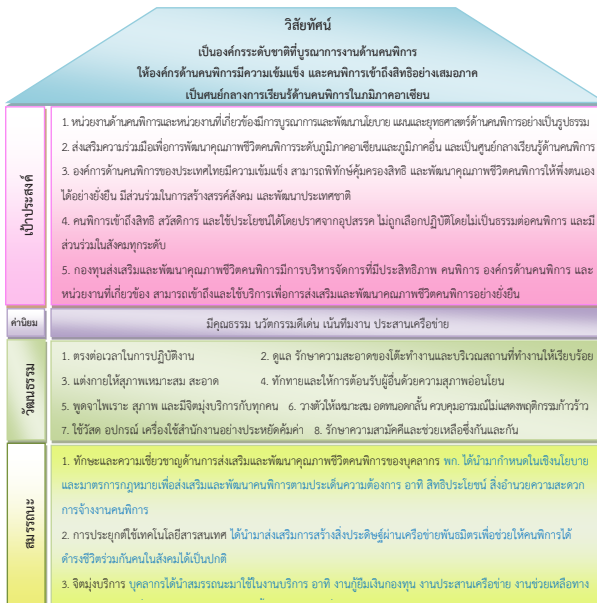 วิสัยทัศน์
เป็นองค์กรระดับชาติที่บูรณาการงานด้านคนพิการ
ให้องค์กรด้านคนพิการมีความเข้มแข็ง และคนพิการเข้าถึงสิทธิอย่างเสมอภาค
เป็นศูนย์กลางการเรียนรู้ด้านคนพิการในภูมิภาคอาเซียน
เป้าประสงค์
1. หน่วยงานด้านคนพิการและหน่วยงานที่เกี่ยวข้องมีการบูรณาการและพัฒนานโยบาย แผนและยุทธศาสตร์ด้านคนพิการอย่างเป็นรูปธรรม
2. ส่งเสริมความร่วมมือเพื่อการพัฒนาคุณภาพชีวิตคนพิการระดับภูมิภาคอาเซียนและภูมิภาคอื่น และเป็นศูนย์กลางเรียนรู้ด้านคนพิการ
3. องค์การด้านคนพิการของประเทศไทยมีความเข้มแข็ง สามารถพิทักษ์คุ้มครองสิทธิ และพัฒนาคุณภาพชีวิตคนพิการให้พึ่งตนเอง
ได้อย่างยั่งยืน มีส่วนร่วมในการสร้างสรรค์สังคม และพัฒนาประเทศชาติ
4. คนพิการเข้าถึงสิทธิ สวัสดิการ และใช้ประโยชน์ได้โดยปราศจากอุปสรรค ไม่ถูกเลือกปฏิบัติโดยไม่เป็นธรรมต่อคนพิการ และมี
ส่วนร่วมในสังคมทุกระดับ
5. กองทุนส่งเสริมและพัฒนาคุณภาพชีวิตคนพิการมีการบริหารจัดการที่มีประสิทธิภาพ คนพิการ องค์กรด้านคนพิการ และ
หน่วยงานที่เกี่ยวข้อง สามารถเข้าถึงและใช้บริการเพื่อการส่งเสริมและพัฒนาคุณภาพชีวิตคนพิการอย่างยั่งยืน
ค่านิยม
มีคุณธรรม นวัตกรรมดีเด่น เน้นทีมงาน ประสานเครือข่าย
วัฒนธรรม
1. ตรงต่อเวลาในการปฏิบัติงาน 2. ดูแล รักษาความสะอาดของโต๊ะทำงานและบริเวณสถานที่ทำงานให้เรียบร้อย
3. แต่งกายให้สุภาพเหมาะสม สะอาด 4. ทักทายและให้การต้อนรับผู้อื่นด้วยความสุภาพอ่อนโยน
5. พูดจาไพเราะ สุภาพ และมีจิตมุ่งบริการกับทุกคน 6. วางตัวให้เหมาะสม อดทนอดกลั้น ควบคุมอารมณ์ไม่แสดงพฤติกรรมก้าวร้าว
7. ใช้วัสดุ อุปกรณ์ เครื่องใช้สำนักงานอย่างประหยัดคุ้มค่า 8. รักษาความสามัคคีและช่วยเหลือซึ่งกันและกัน
สมรรถนะ
1. ทักษะและความเชี่ยวชาญด้านการส่งเสริมและพัฒนาคุณภาพชีวิตคนพิการของบุคลากร พก. ได้นำมากำหนดในเชิงนโยบาย
และมาตรการกฎหมายเพื่อส่งเสริมและพัฒนาคนพิการตามประเด็นความต้องการ อาทิ สิทธิประโยชน์ สิ่งอำนวยความสะดวก
การจ้างงานคนพิการ
2. การประยุกต์ใช้เทคโนโลยีสารสนเทศ ได้นำมาส่งเสริมการสร้างสิ่งประดิษฐ์ผ่านเครือข่ายพันธมิตรเพื่อช่วยให้คนพิการได้
ดำรงชีวิตร่วมกันคนในสังคมได้เป็นปกติ
3. จิตมุ่งบริการ บุคลากรได้นำสมรรถนะมาใช้ในงานบริการ อาทิ งานกู้ยืมเงินกองทุน งานประสานเครือข่าย งานช่วยเหลือทาง